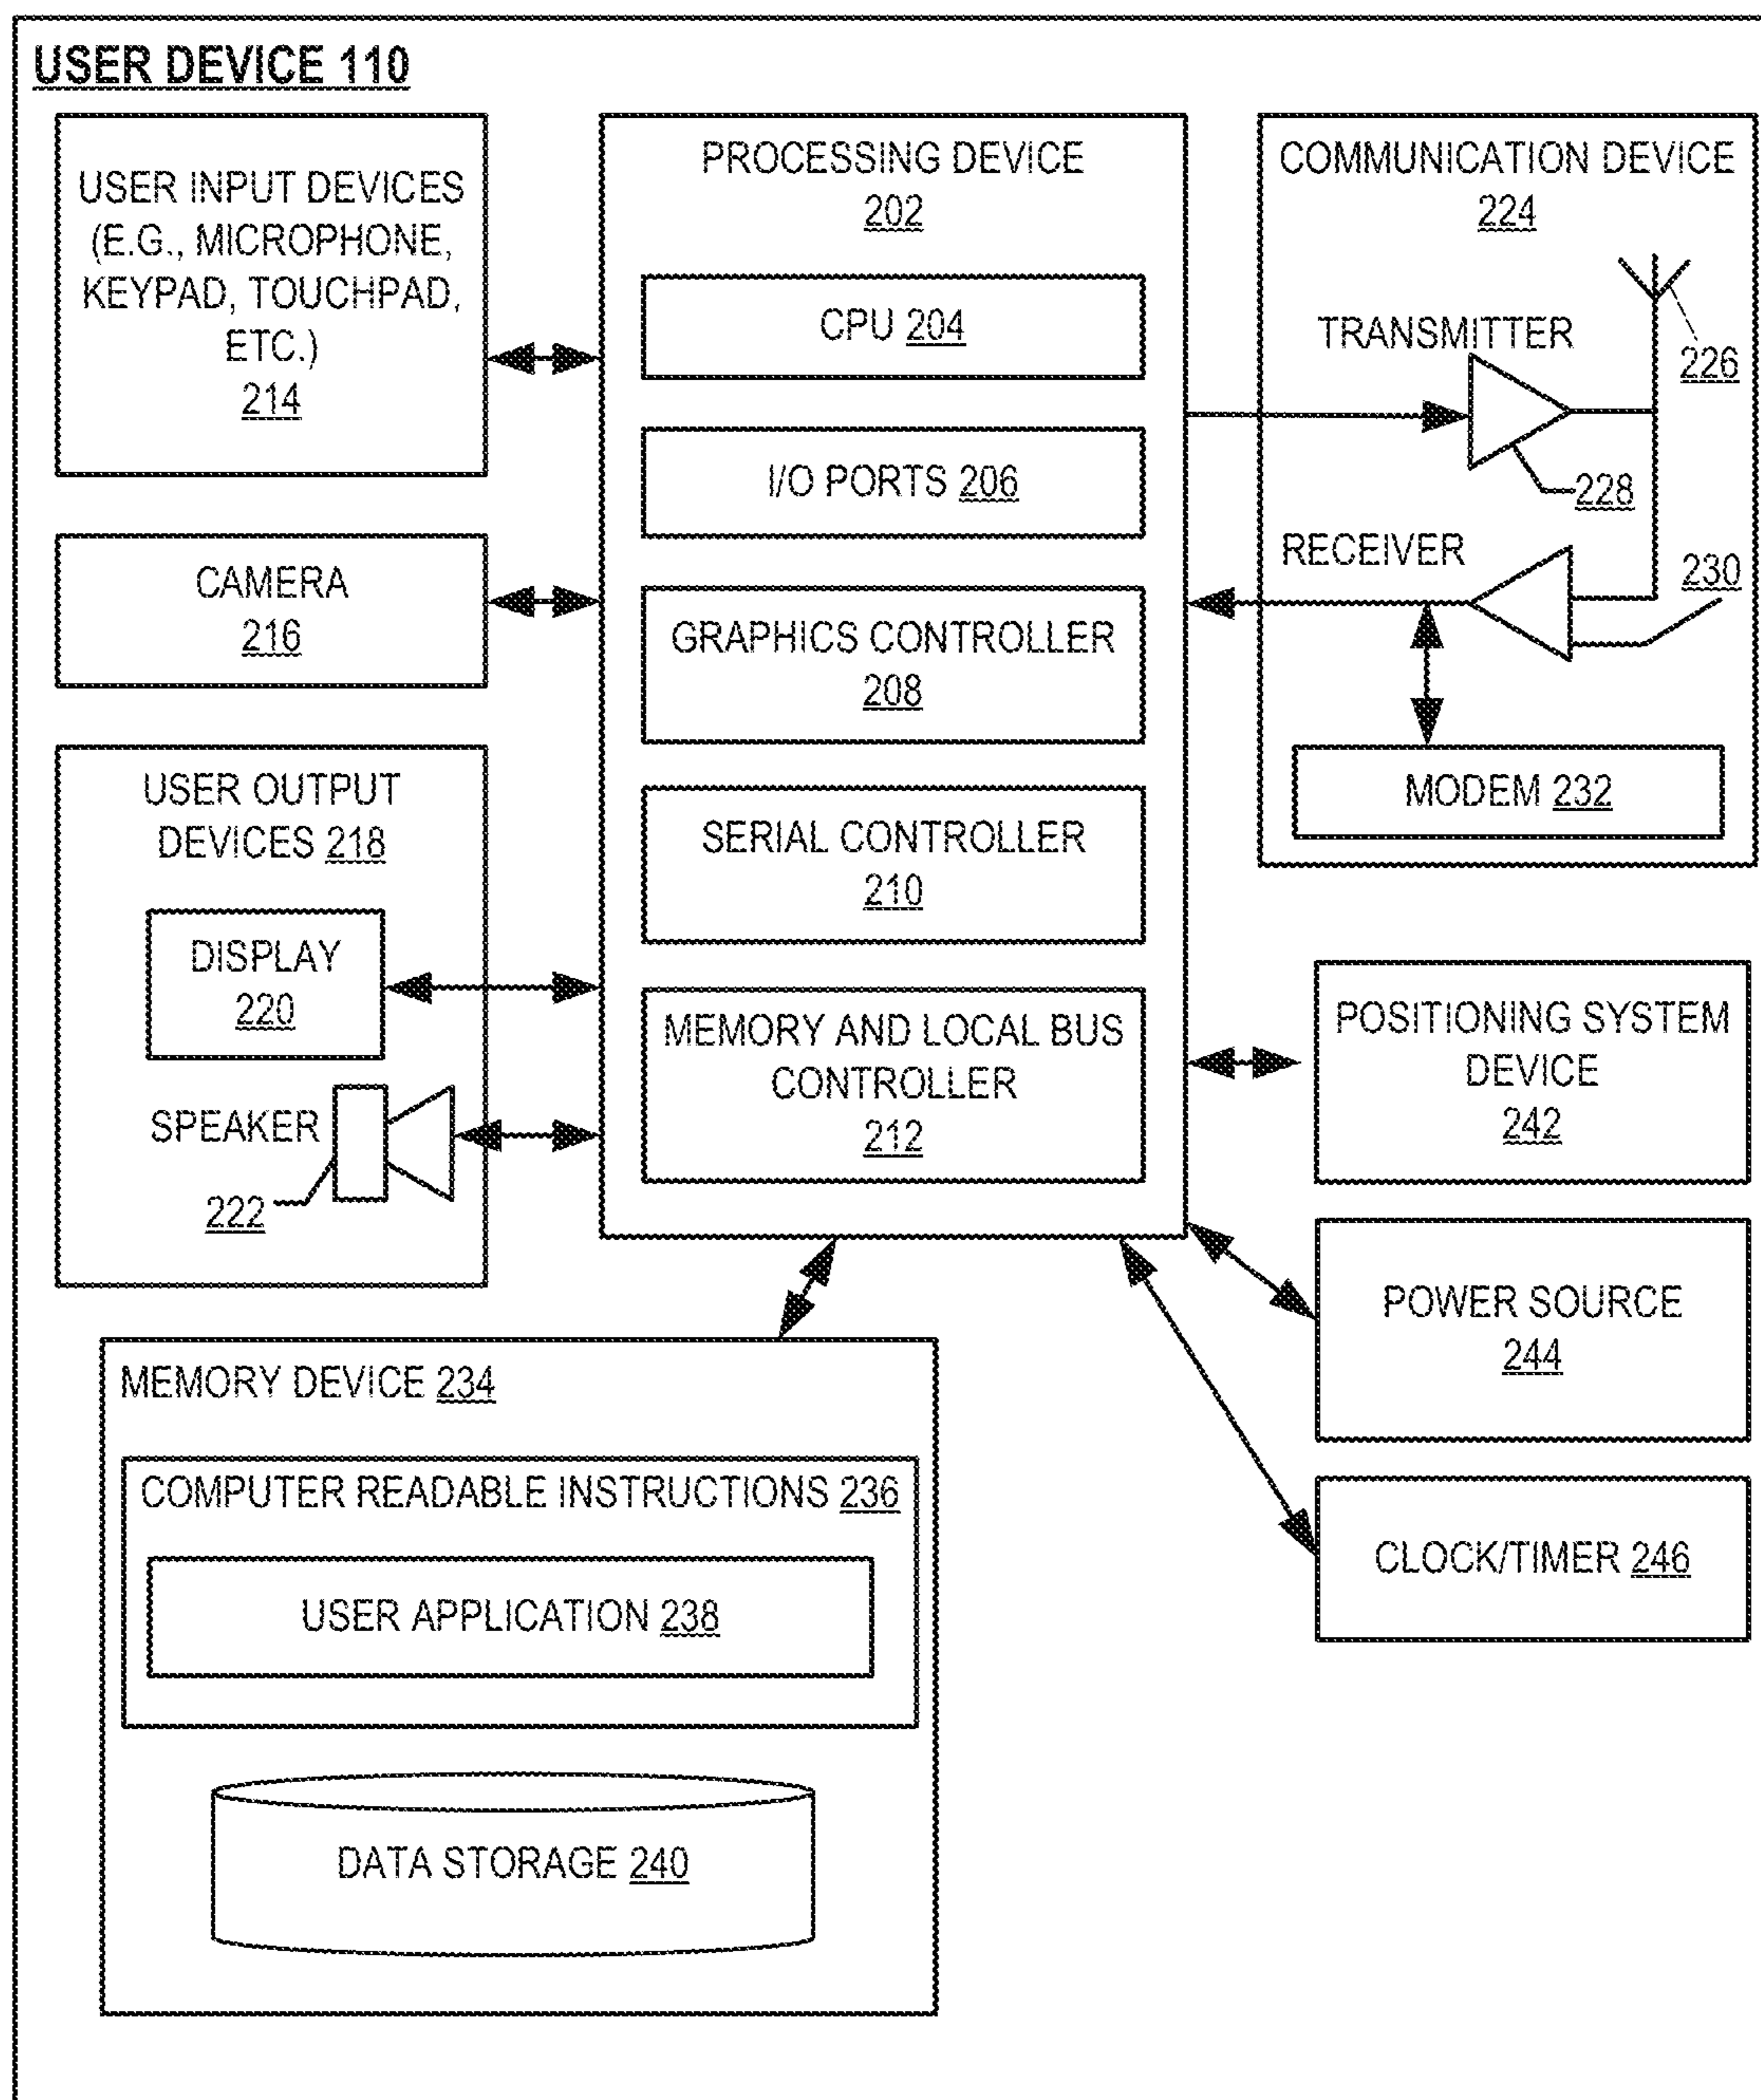 USER DEVICE 110
USER INPUT DEVICES
(E.G., MICROPHONE,
KEYPAD, TOUCHPAD,
ETC.)
214
CAMERA
216
USER OUTPUT
DEVICES 218
DISPLAY
220
SPEAKER
222
PROCESSING DEVICE
202
CPU 204
I/O PORTS 206
GRAPHICS CONTROLLER
208
SERIAL CONTROLLER
210
MEMORY AND LOCAL BUS
CONTROLLER
212
COMMUNICATION DEVICE
224
TRANSMITTER
226
228
RECEIVER
230
MODEM 232
POSITIONING SYSTEM
DEVICE
242
POWER SOURCE
244
CLOCK/TIMER 246
MEMORY DEVICE 234
COMPUTER READABLE INSTRUCTIONS 236
USER APPLICATION 238
DATA STORAGE 240